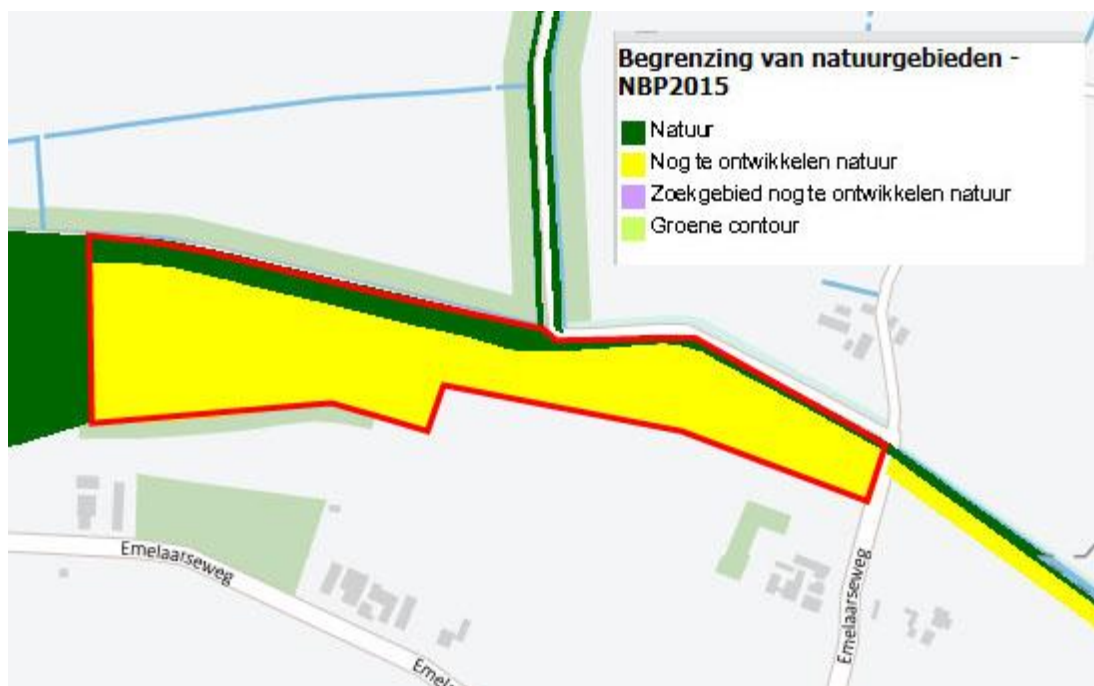 Begrenzing van natuurgebieden -
NBP2015
Natuur
Nog te ontwikkelen natuur
Zoekgebied nog te ontwikkelen natuur
Groene contour
Emelaarseweg
Emelaarseweg